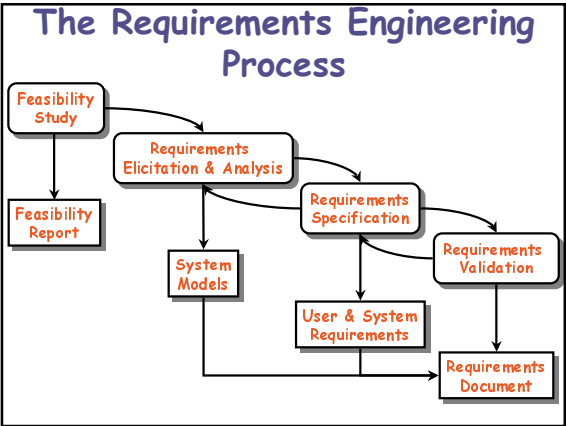 The Requirements Engineering
Process
Feasibility
Study
Requirements
Elicitation & Analysis
Feasibility
Report
Requirements
Specification
System
Models
Requirements
Validation
User & System
Requirements
Requirements
Document